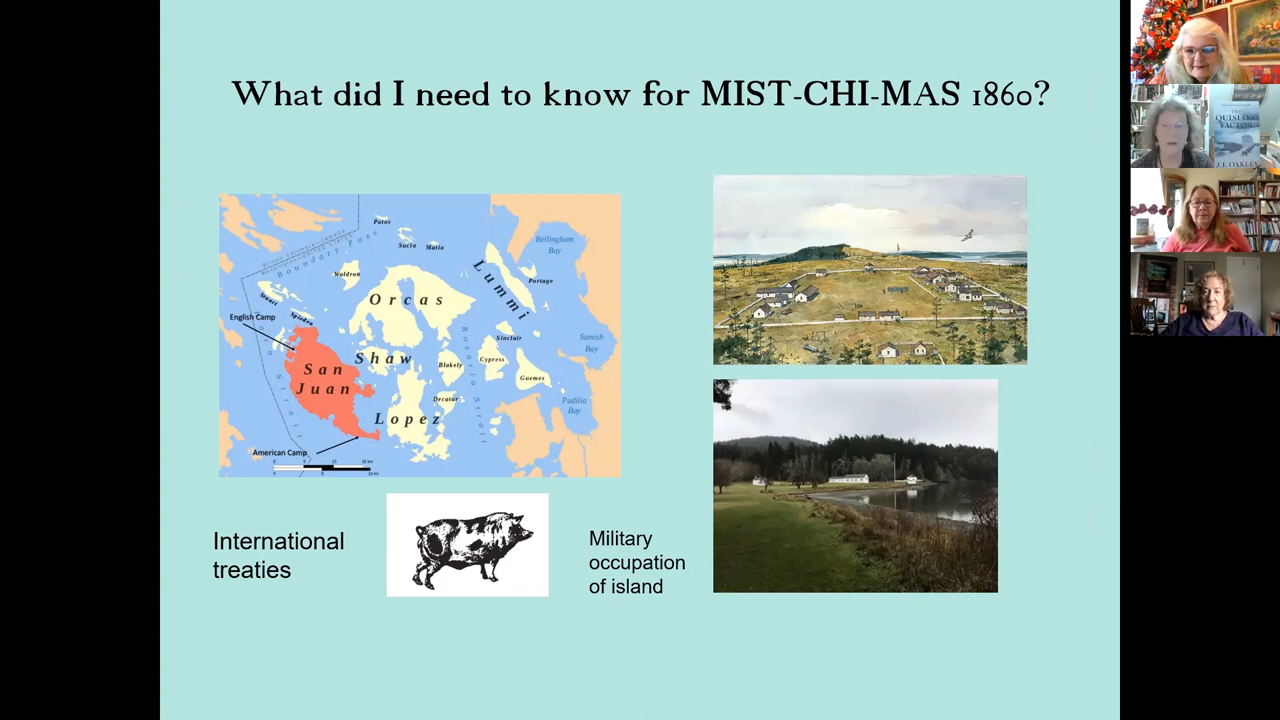 What did I need to know for MIST-CHI-MAS 1860?
Patos
Sucia
Matia
Boundary Pass
Waldron
Bellingham
Bay
Lummi
Portage
Orcas
Stuart
Spieden
English Camp
Sinclair
Samish
Bay
San
Juan
Shaw
Blakely
Cypress
Guemes
Rosario Strait
Decatur
Padilla
Bay
Lopez
Strait
American Camp
International
treaties
Military
occupation
of island
THE
QUISLING
FACTOR
J.L. OAKLEY